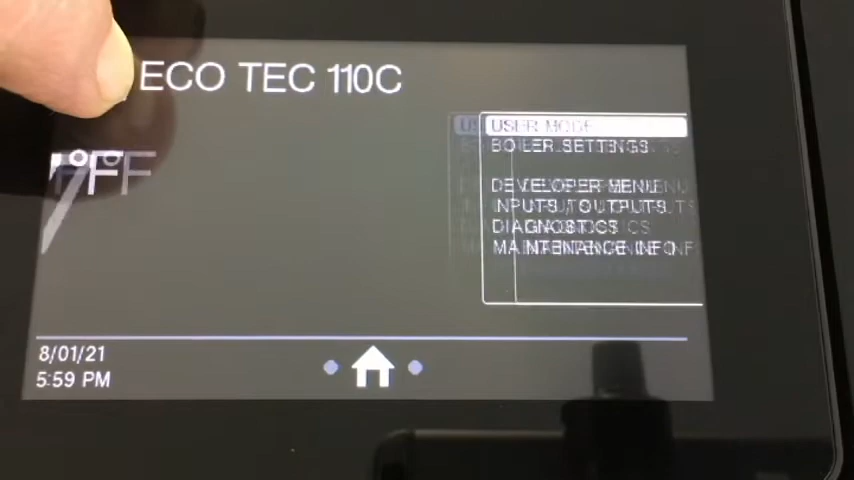 ECO TEC 110C
°F
USER MODE
BOILER SETTINGS
DEVELOPER MENU
INPUTS / OUTPUTS
DIAGNOSTICS
MAINTENANCE INFO
8/01/21
5:59 PM